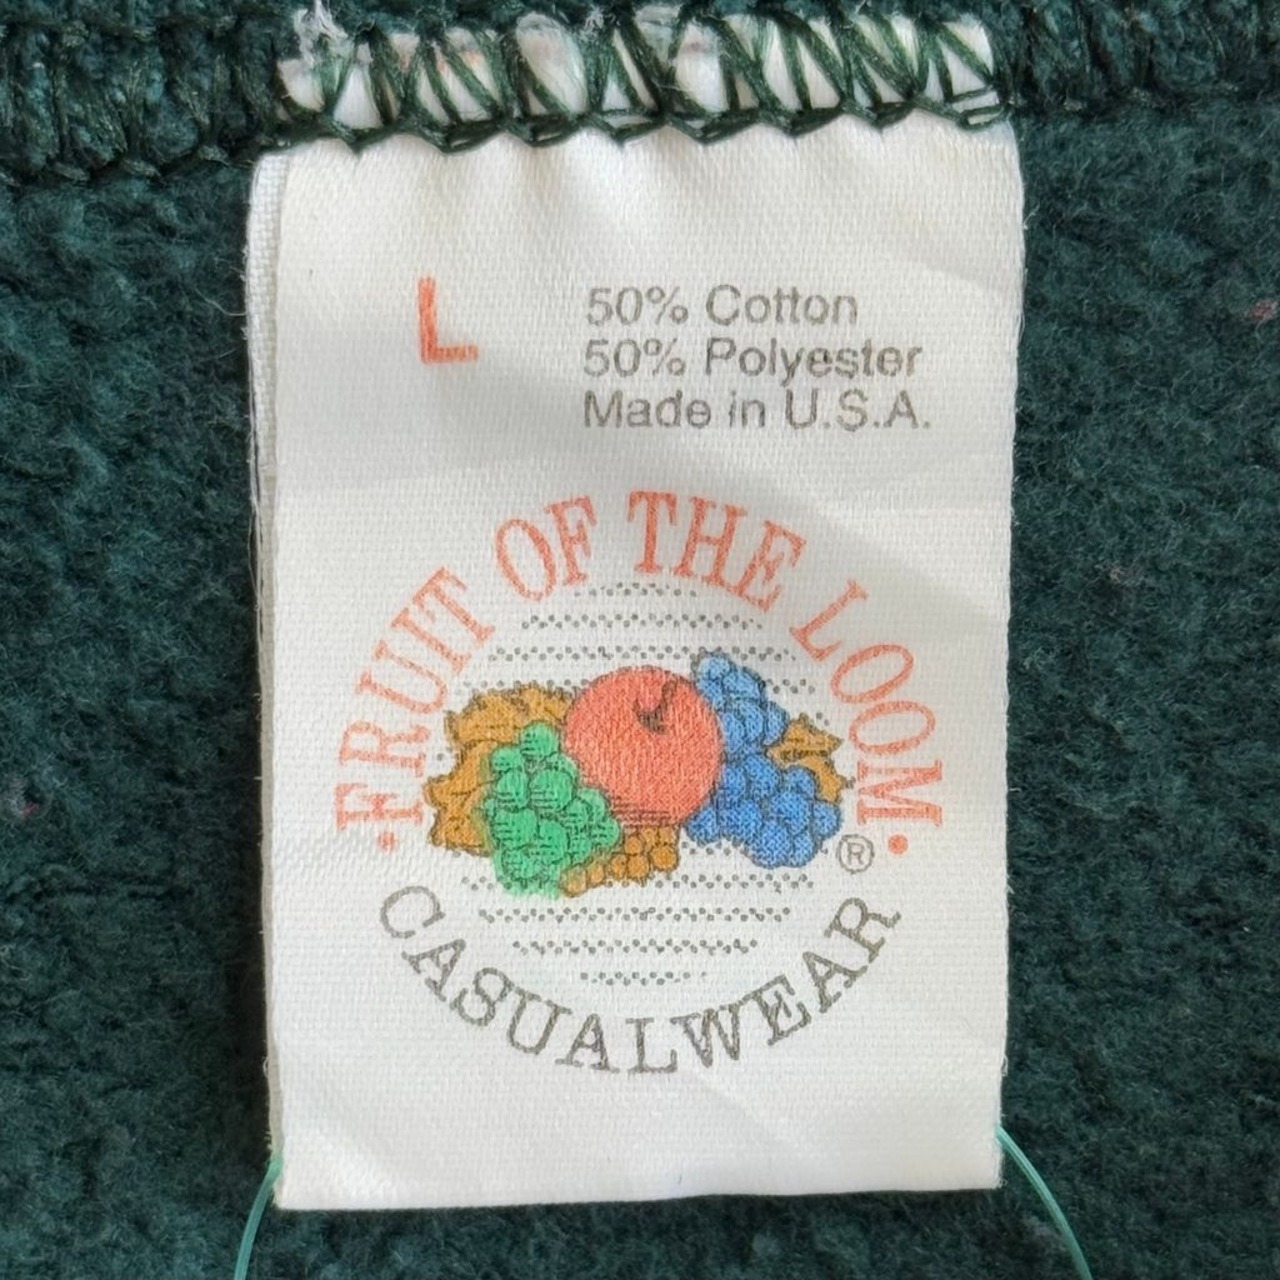 L
50% Cotton
50% Polyester
Made in U.S.A.
·FRUIT OF THE LOOM·
®
CASUALWEAR